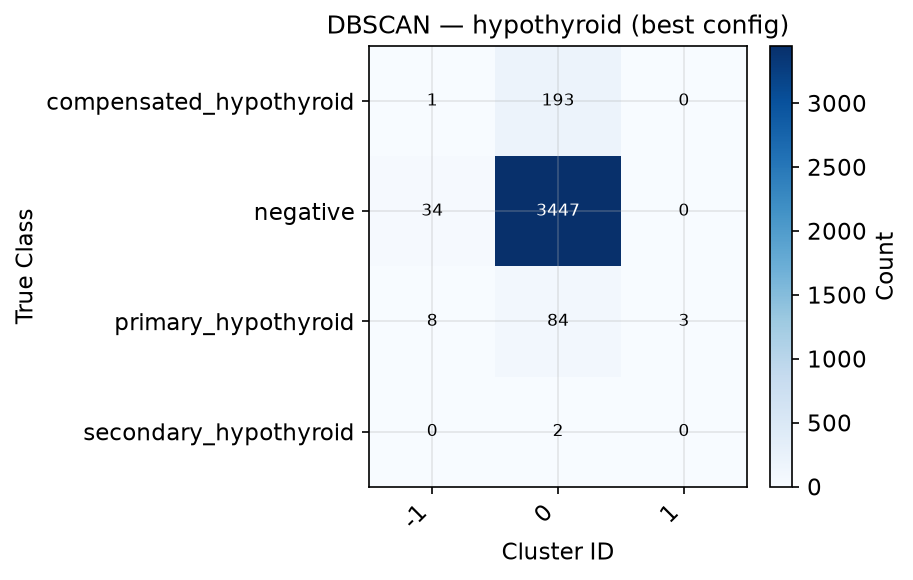 DBSCAN — hypothyroid (best config)
True Class
compensated_hypothyroid 1 193 0
negative 34 3447 0
primary_hypothyroid 8 84 3
secondary_hypothyroid 0 2 0
-1 0 1
Cluster ID
3000
2500
2000
1500
1000
500
0
Count